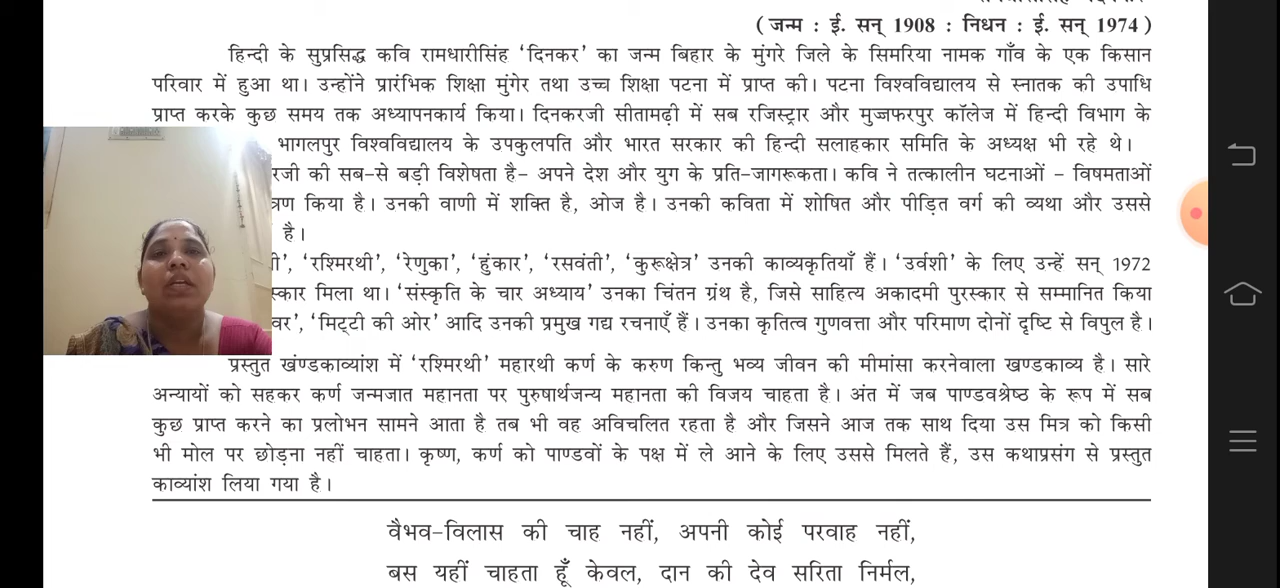 ( जन्म : ई. सन् 1908 : निधन : ई. सन् 1974 )
हिन्दी के सुप्रसिद्ध कवि रामधारीसिंह ‘दिनकर’ का जन्म बिहार के मुंगरे जिले के सिमरिया नामक गाँव के एक किसान
परिवार में हुआ था। उन्होंने प्रारंभिक शिक्षा मुंगेर तथा उच्च शिक्षा पटना में प्राप्त की। पटना विश्वविद्यालय से स्नातक की उपाधि
प्राप्त करके कुछ समय तक अध्यापनकार्य किया। दिनकरजी सीतामढ़ी में सब रजिस्ट्रार और मुज्जफरपुर कॉलेज में हिन्दी विभाग के
भागलपुर विश्वविद्यालय के उपकुलपति और भारत सरकार की हिन्दी सलाहकार समिति के अध्यक्ष भी रहे थे।
रजी की सब-से बड़ी विशेषता है- अपने देश और युग के प्रति-जागरूकता। कवि ने तत्कालीन घटनाओं - विषमताओं
त्रण किया है। उनकी वाणी में शक्ति है, ओज है। उनकी कविता में शोषित और पीड़ित वर्ग की व्यथा और उससे
है।
ी’, ‘रश्मिरथी’, ‘रेणुका’, ‘हुंकार’, ‘रसवंती’, ‘कुरूक्षेत्र’ उनकी काव्यकृतियाँ हैं। ‘उर्वशी’ के लिए उन्हें सन् 1972
स्कार मिला था। ‘संस्कृति के चार अध्याय’ उनका चिंतन ग्रंथ है, जिसे साहित्य अकादमी पुरस्कार से सम्मानित किया
वर’, ‘मिट्टी की ओर’ आदि उनकी प्रमुख गद्य रचनाएँ हैं। उनका कृतित्व गुणवत्ता और परिमाण दोनों दृष्टि से विपुल है।
प्रस्तुत खंण्डकाव्यांश में ‘रश्मिरथी’ महारथी कर्ण के करुण किन्तु भव्य जीवन की मीमांसा करनेवाला खण्डकाव्य है। सारे
अन्यायों को सहकर कर्ण जन्मजात महानता पर पुरुषार्थजन्य महानता की विजय चाहता है। अंत में जब पाण्डवश्रेष्ठ के रूप में सब
कुछ प्राप्त करने का प्रलोभन सामने आता है तब भी वह अविचलित रहता है और जिसने आज तक साथ दिया उस मित्र को किसी
भी मोल पर छोड़ना नहीं चाहता। कृष्ण, कर्ण को पाण्डवों के पक्ष में ले आने के लिए उससे मिलते हैं, उस कथाप्रसंग से प्रस्तुत
काव्यांश लिया गया है।
वैभव-विलास की चाह नहीं, अपनी कोई परवाह नहीं,
बस यहीं चाहता हूँ केवल, दान की देव सरिता निर्मल,